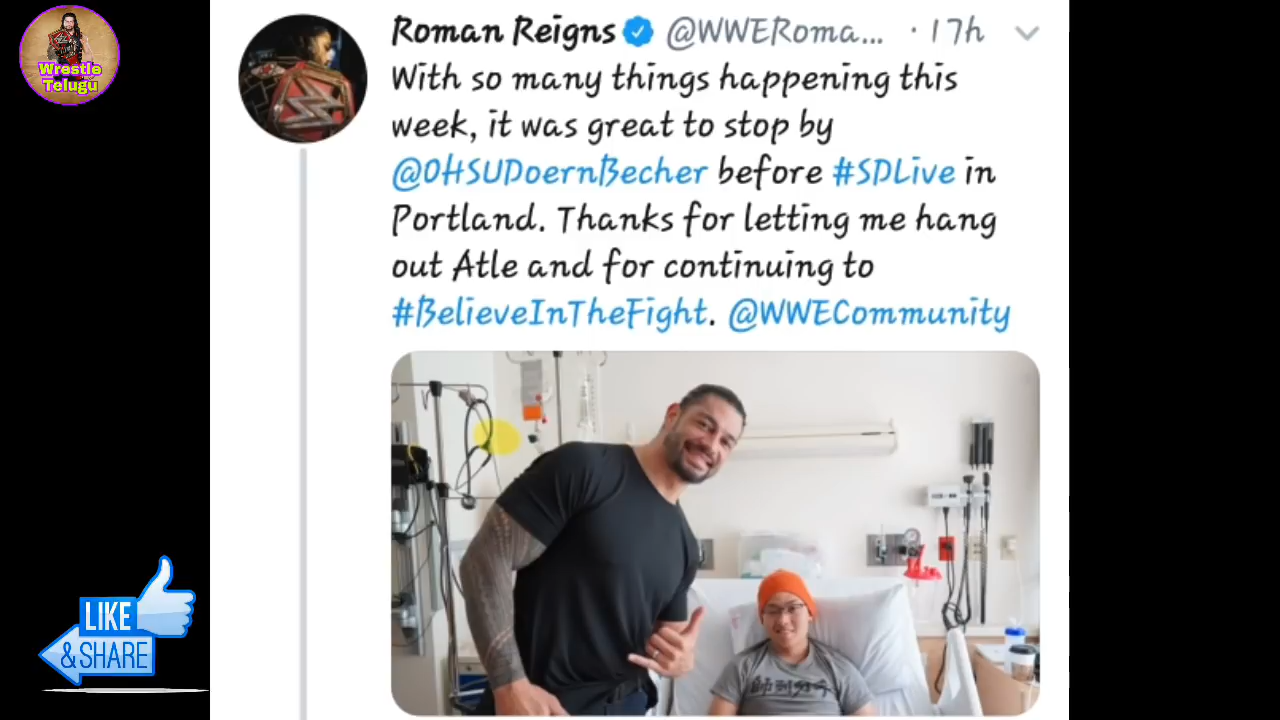 Wrestle
Telugu
Roman Reigns @WWERoma... · 17h
With so many things happening this
week, it was great to stop by
@OHSUDoernBecher before #SDLive in
Portland. Thanks for letting me hang
out Atle and for continuing to
#BelieveInTheFight. @WWECommunity
LIKE
&SHARE